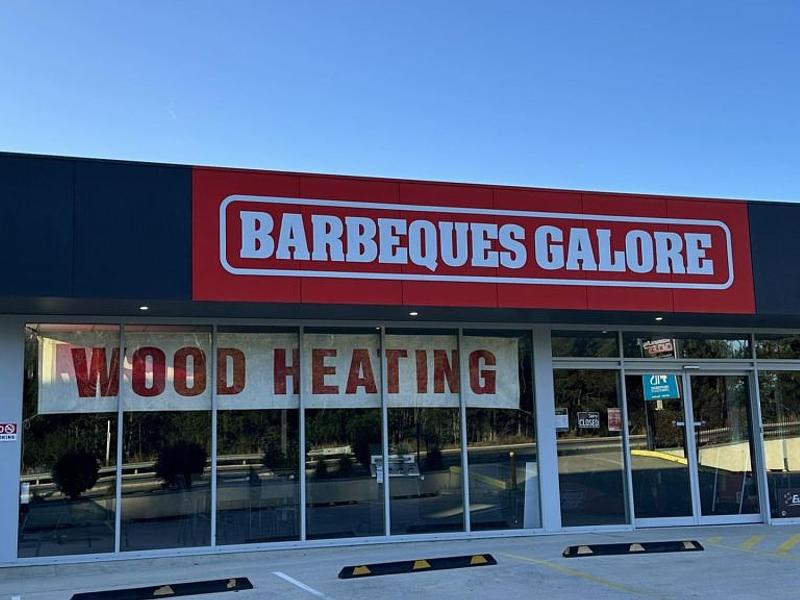 BARBEQUES GALORE
WOOD HEATING
CLOSED